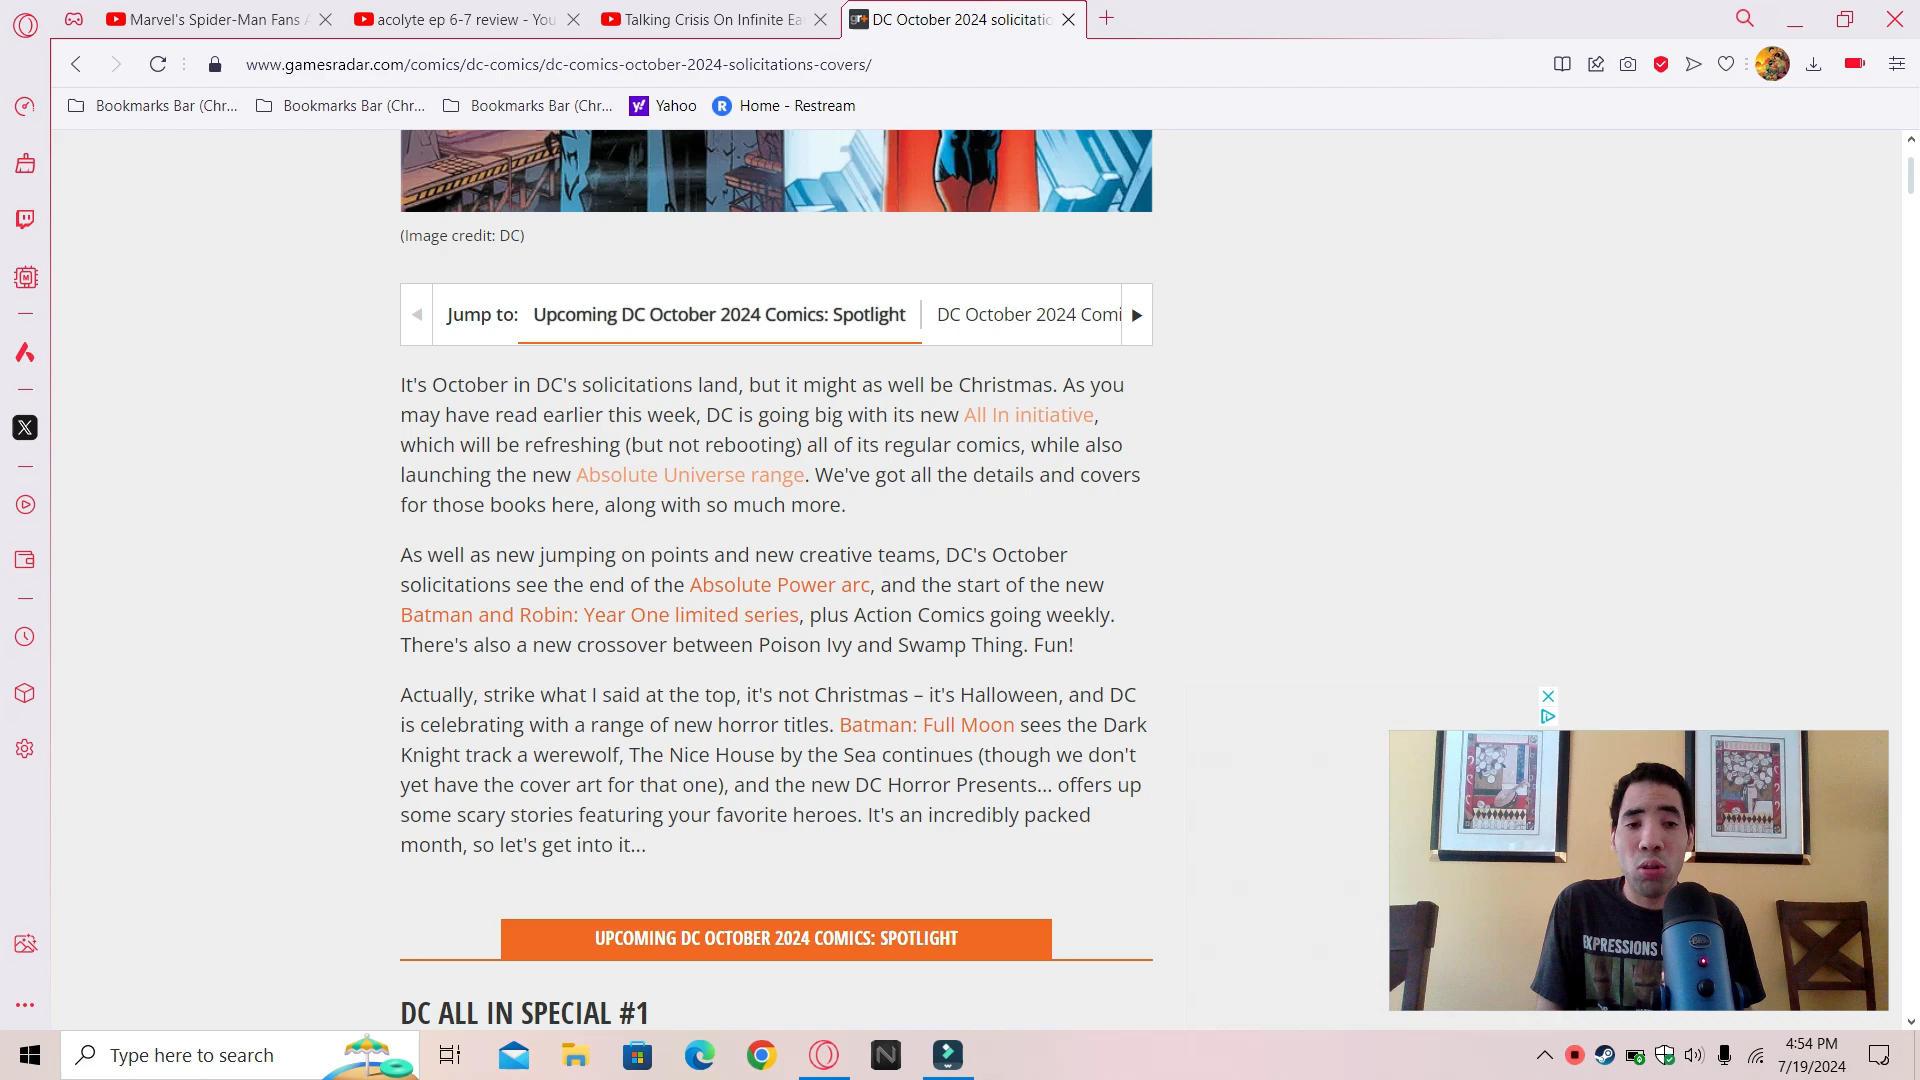 Marvel's Spider-Man Fans
acolyte ep 6-7 review - You
Talking Crisis On Infinite Ea
DC October 2024 solicitatio
www.gamesradar.com/comics/dc-comics/dc-comics-october-2024-solicitations-covers/
Bookmarks Bar (Chr...
Bookmarks Bar (Chr...
Bookmarks Bar (Chr...
Yahoo
Home - Restream
(Image credit: DC)
Jump to: Upcoming DC October 2024 Comics: Spotlight DC October 2024 Comi
It's October in DC's solicitations land, but it might as well be Christmas. As you
may have read earlier this week, DC is going big with its new All In initiative,
which will be refreshing (but not rebooting) all of its regular comics, while also
launching the new Absolute Universe range. We've got all the details and covers
for those books here, along with so much more.
As well as new jumping on points and new creative teams, DC's October
solicitations see the end of the Absolute Power arc, and the start of the new
Batman and Robin: Year One limited series, plus Action Comics going weekly.
There's also a new crossover between Poison Ivy and Swamp Thing. Fun!
Actually, strike what I said at the top, it's not Christmas – it's Halloween, and DC
is celebrating with a range of new horror titles. Batman: Full Moon sees the Dark
Knight track a werewolf, The Nice House by the Sea continues (though we don't
yet have the cover art for that one), and the new DC Horror Presents... offers up
some scary stories featuring your favorite heroes. It's an incredibly packed
month, so let's get into it...
UPCOMING DC OCTOBER 2024 COMICS: SPOTLIGHT
DC ALL IN SPECIAL #1
EXPRESSIONS
Type here to search
4:54 PM
7/19/2024